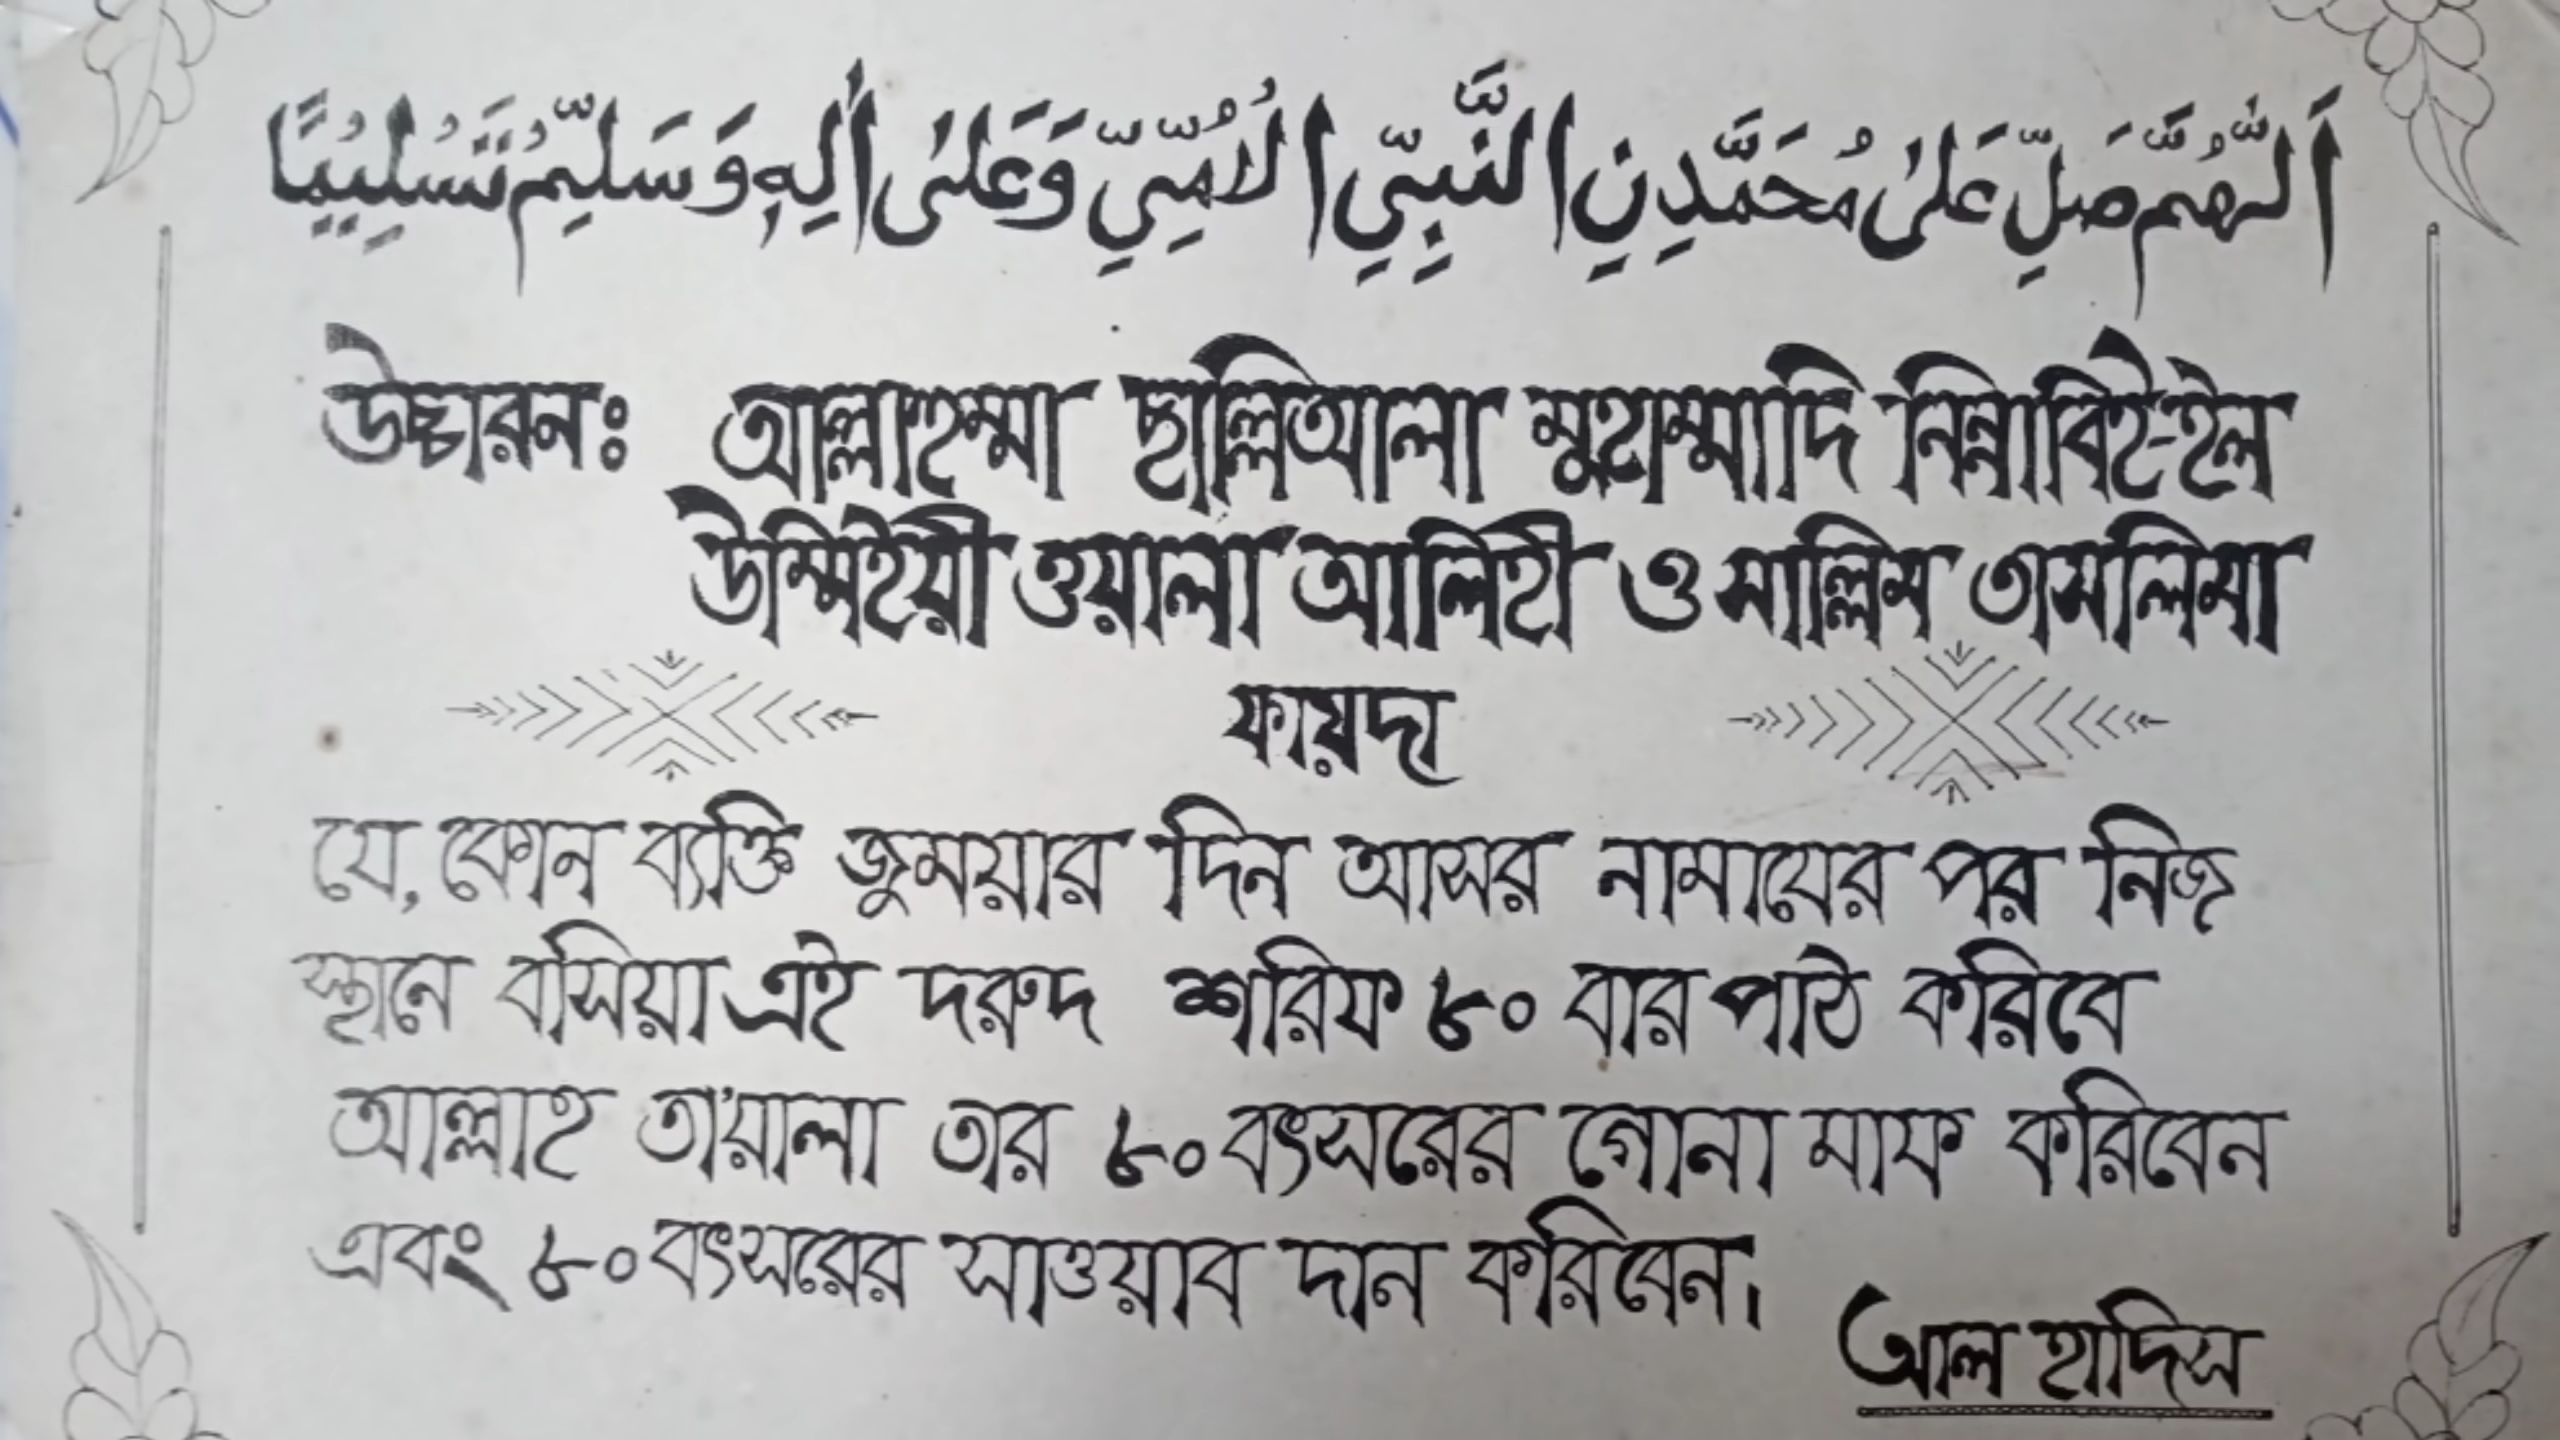 اَللّٰهُمَّ صَلِّ عَلٰى مُحَمَّدِنِ النَّبِيِّ الْاُمِّيِّ وَعَلٰى اٰلِهٖ وَسَلِّمْ تَسْلِيْمًا
উচ্চারনঃ আল্লাহুম্মা ছাল্লিআলা মুহাম্মাদি নিন্নাবিই-ইল
উম্মিইয়ী ওয়ালা আলিহী ও সাল্লিম তাসলিমা
ফায়দা
যে, কোন ব্যক্তি জুময়ার দিন আসর নামাযের পর নিজ
স্থানে বসিয়া এই দরুদ শরিফ ৮০ বার পাঠ করিবে
আল্লাহ তা'য়ালা তার ৮০ বৎসরের গোনা মাফ করিবেন
এবং ৮০ বৎসরের সাওয়াব দান করিবেন।
আল হাদিস